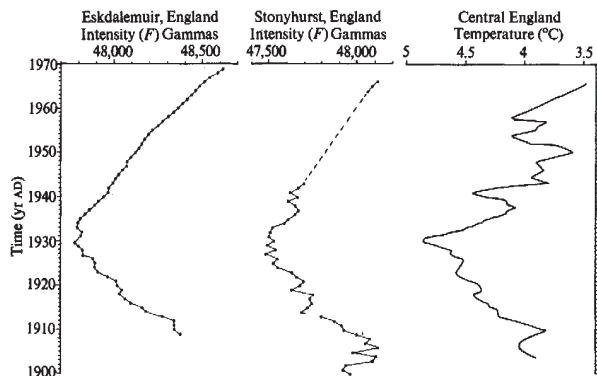 Eskdalemuir, England
Intensity (F) Gammas
48,000 48,500
Stonyhurst, England
Intensity (F) Gammas
47,500 48,000
Central England
Temperature (°C)
5 4.5 4 3.5
Time (yr AD)
1970
1960
1950
1940
1930
1920
1910
1900